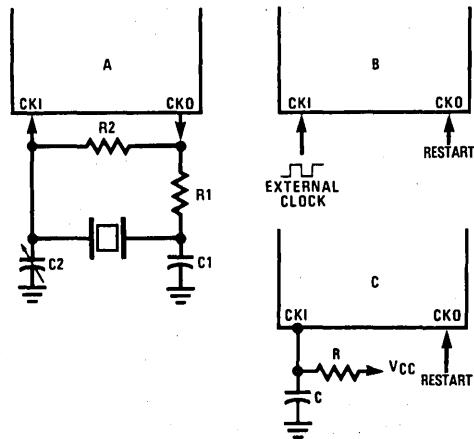 A
CKI CKO
R2
R1
C2 C1
B
CKI CKO
RESTART
EXTERNAL
CLOCK
C
CKI CKO
R VCC
RESTART
C